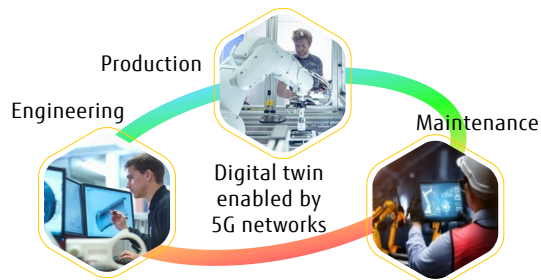 Production
Engineering
Maintenance
Digital twin
enabled by
5G networks